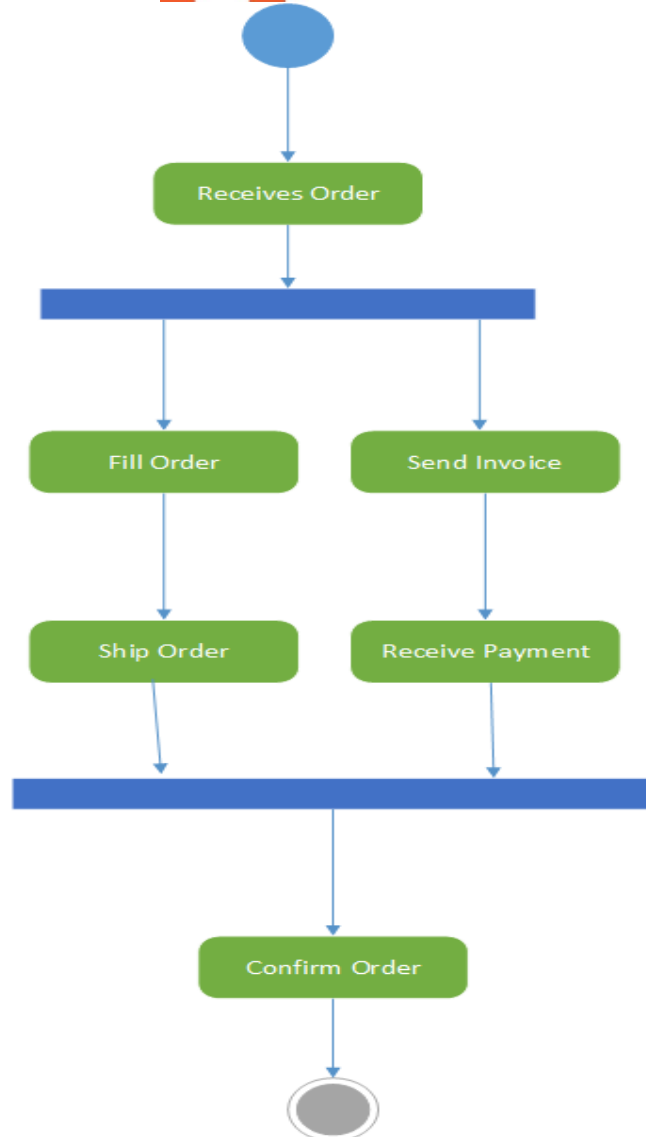 Receives Order
Fill Order
Send Invoice
Ship Order
Receive Payment
Confirm Order